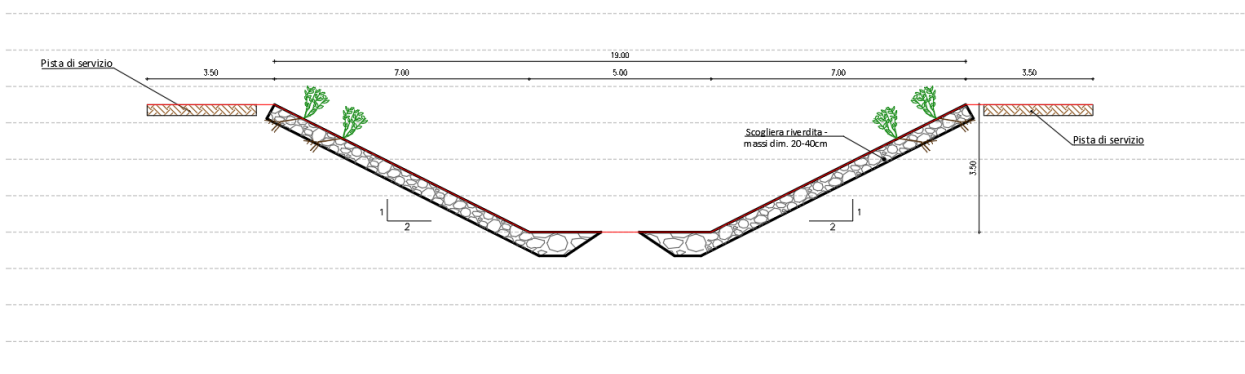 19.00
Pista di servizio
3.50
7.00
5.00
7.00
3.50
Scogliera riverdita -
massi dim. 20-40cm
Pista di servizio
3.50
1
2
1
2